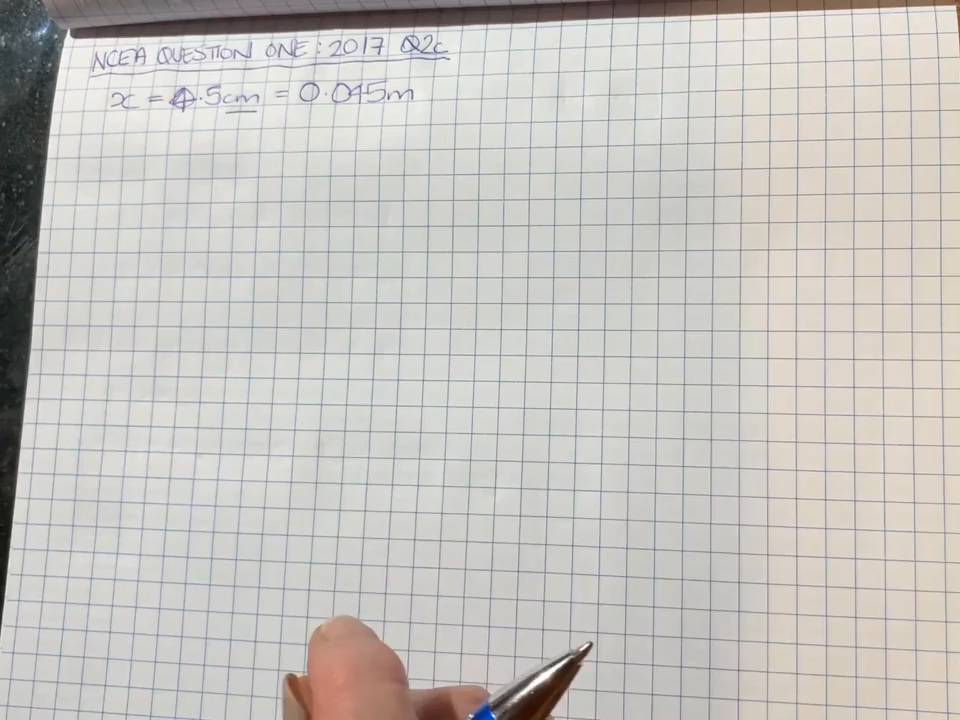 NCEA QUESTION ONE: 2017 Q2c
x = 4.5cm = 0.045m